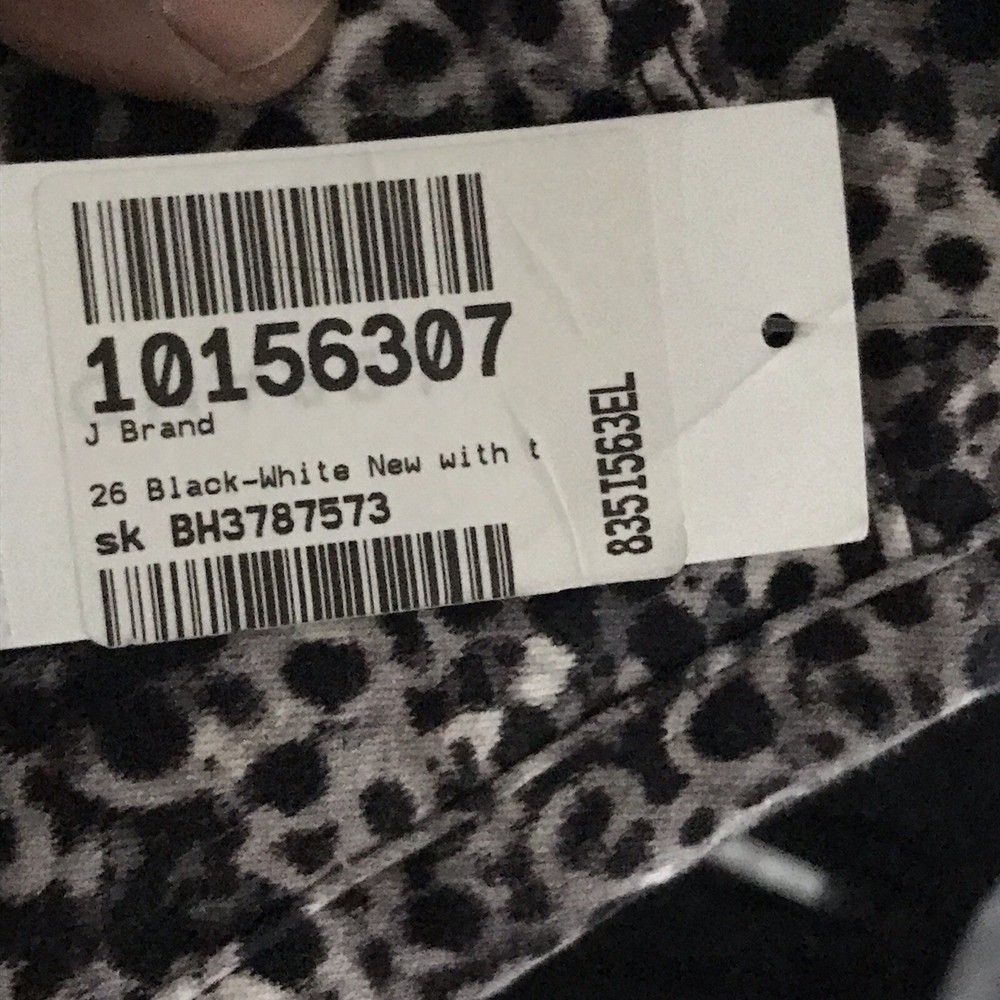 10156307
J Brand
26 Black-White New with t
sk BH3787573
835I563EL